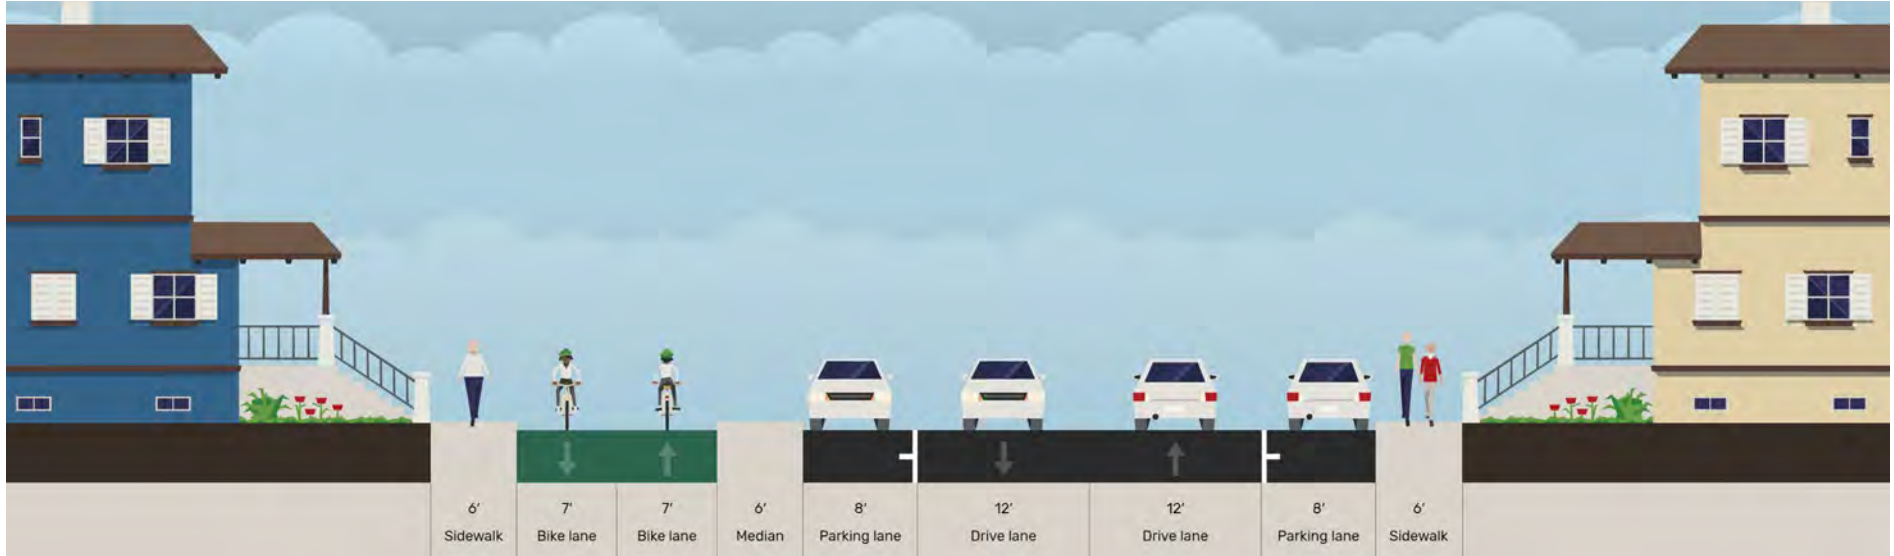 6' 7' 7' 6' 8' 12' 12' 8' 6'
Sidewalk Bike lane Bike lane Median Parking lane Drive lane Drive lane Parking lane Sidewalk